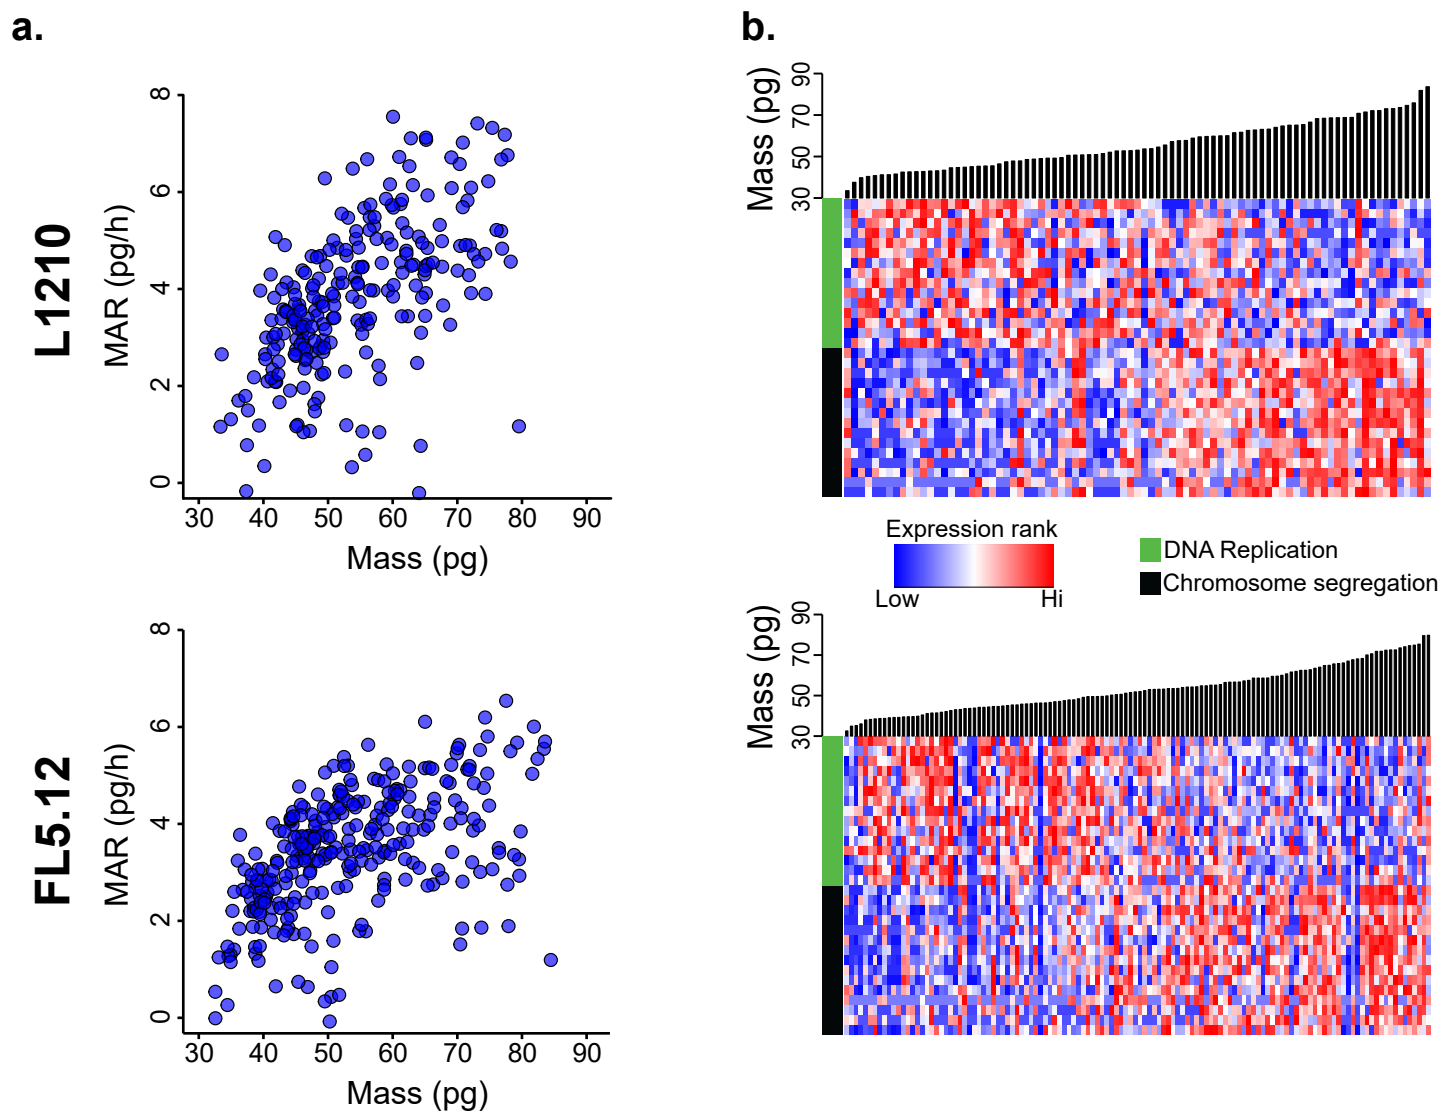 a.
L1210
MAR (pg/h)
8
6
4
2
0
30 40 50 60 70 80 90
Mass (pg)
FL5.12
MAR (pg/h)
8
6
4
2
0
30 40 50 60 70 80 90
Mass (pg)
b.
Mass (pg)
90
70
50
30
Expression rank
Low Hi
DNA Replication
Chromosome segregation
Mass (pg)
90
70
50
30